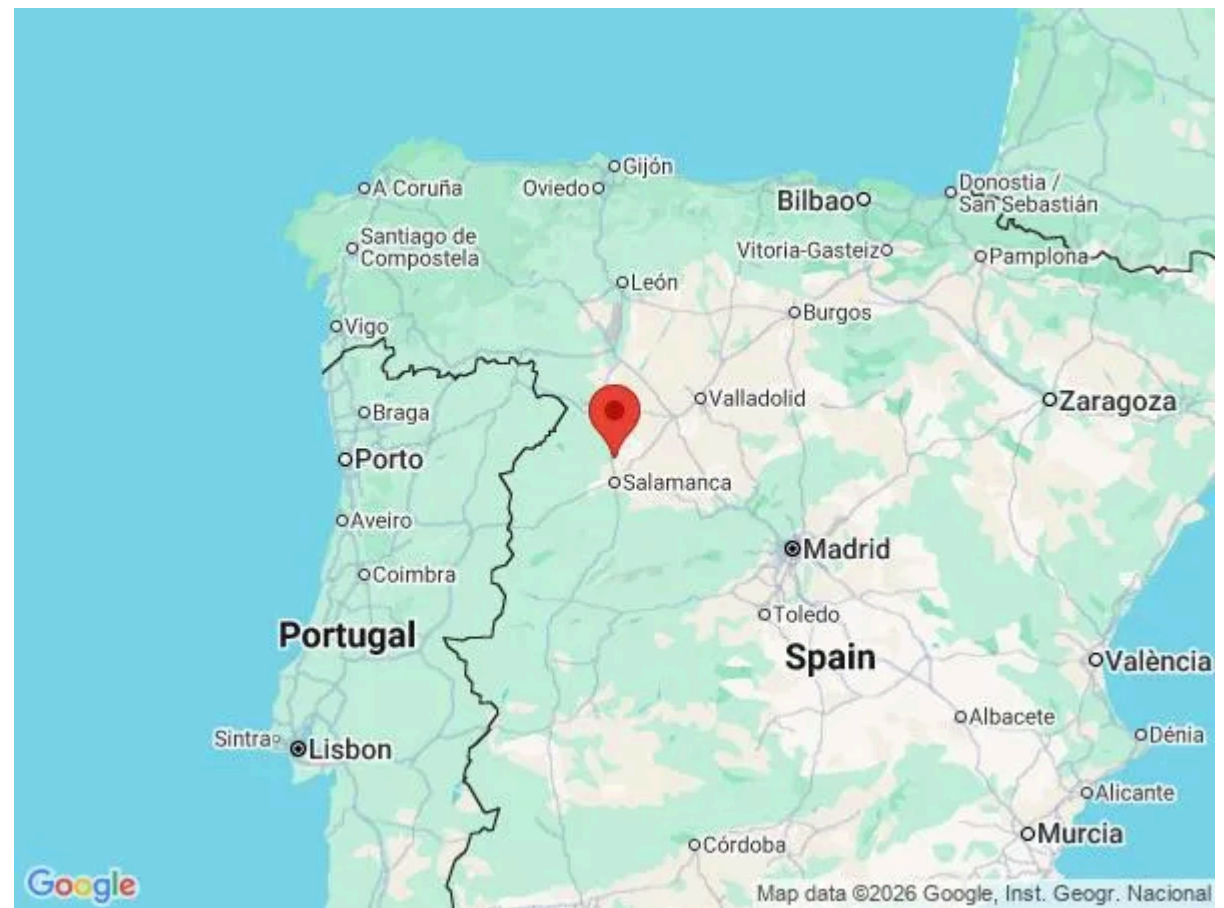 Gijón
A Coruña
Oviedo
Bilbao
Donostia /
San Sebastián
Santiago de
Compostela
Vitoria-Gasteiz
Pamplona
León
Burgos
Vigo
Valladolid
Zaragoza
Braga
Porto
Salamanca
Aveiro
Madrid
Coimbra
Toledo
Portugal
Spain
València
Albacete
Sintra
Lisbon
Dénia
Alicante
Murcia
Córdoba
Google
Map data ©2026 Google, Inst. Geogr. Nacional